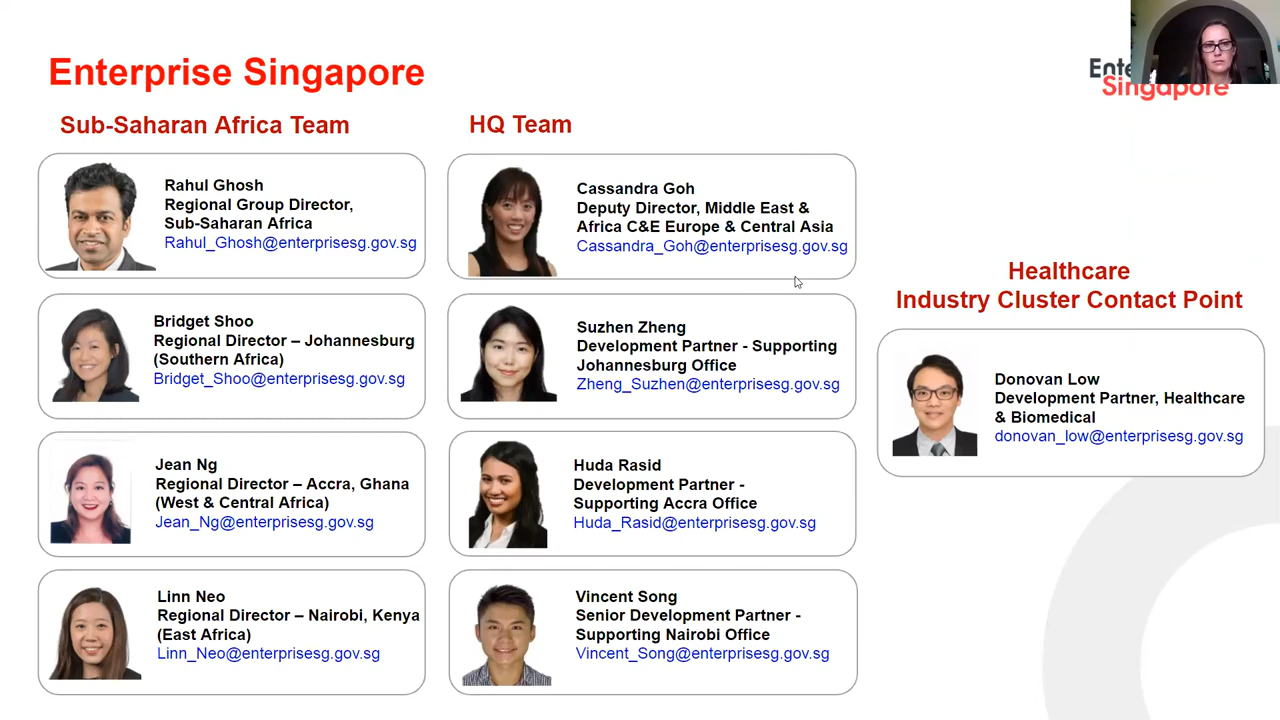 Enterprise Singapore
Sub-Saharan Africa Team
Rahul Ghosh
Regional Group Director,
Sub-Saharan Africa
Rahul_Ghosh@enterprisesg.gov.sg
Bridget Shoo
Regional Director – Johannesburg
(Southern Africa)
Bridget_Shoo@enterprisesg.gov.sg
Jean Ng
Regional Director – Accra, Ghana
(West & Central Africa)
Jean_Ng@enterprisesg.gov.sg
Linn Neo
Regional Director – Nairobi, Kenya
(East Africa)
Linn_Neo@enterprisesg.gov.sg
HQ Team
Cassandra Goh
Deputy Director, Middle East &
Africa C&E Europe & Central Asia
Cassandra_Goh@enterprisesg.gov.sg
Suzhen Zheng
Development Partner - Supporting
Johannesburg Office
Zheng_Suzhen@enterprisesg.gov.sg
Huda Rasid
Development Partner -
Supporting Accra Office
Huda_Rasid@enterprisesg.gov.sg
Vincent Song
Senior Development Partner -
Supporting Nairobi Office
Vincent_Song@enterprisesg.gov.sg
Singapore
Healthcare
Industry Cluster Contact Point
Donovan Low
Development Partner, Healthcare
& Biomedical
donovan_low@enterprisesg.gov.sg